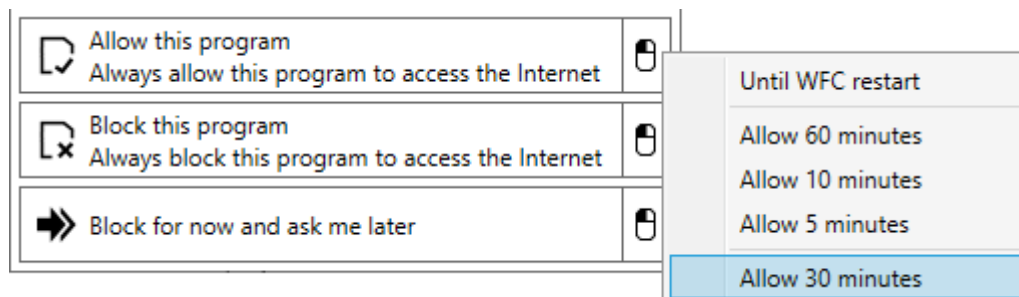 Allow this program
Always allow this program to access the Internet
Block this program
Always block this program to access the Internet
Block for now and ask me later
Until WFC restart
Allow 60 minutes
Allow 10 minutes
Allow 5 minutes
Allow 30 minutes